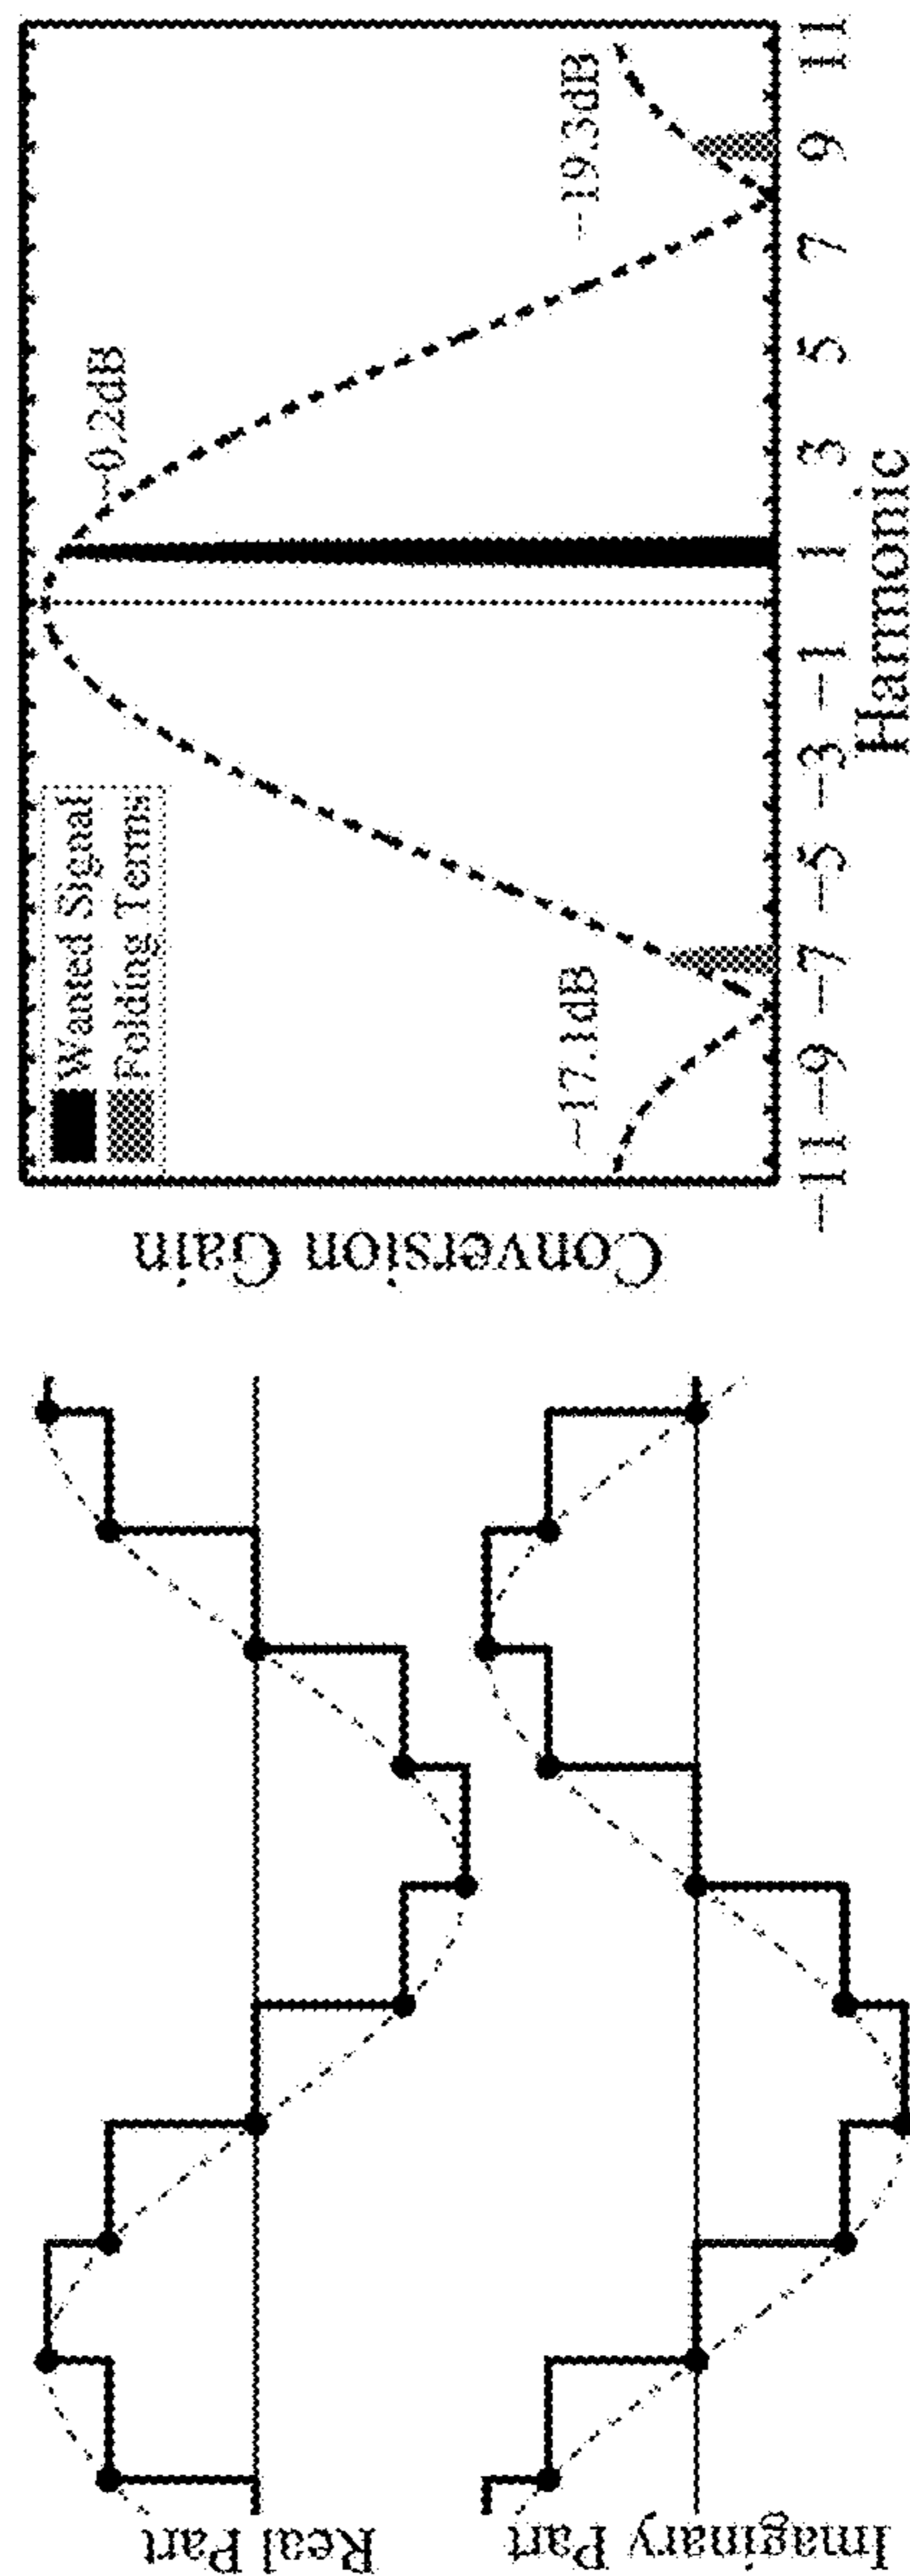 Real Part
Imaginary Part
Conversion Gain
Wanted Signal
Folding Terms
-0.2dB
-17.1dB
-19.3dB
-11 -9 -7 -5 -3 -1 1 3 5 7 9 11
Harmonic